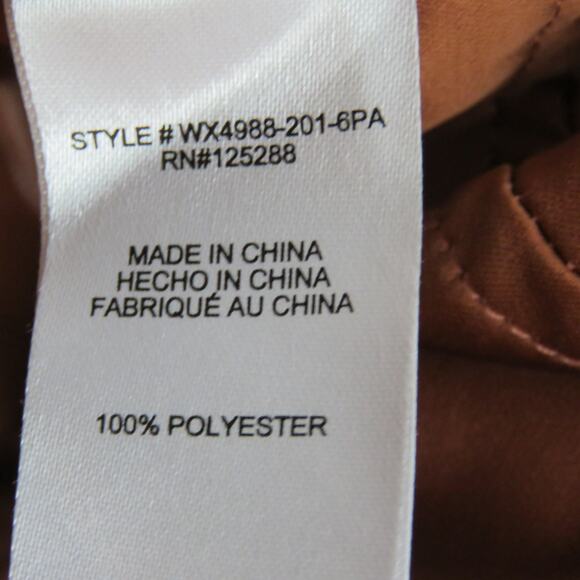 STYLE # WX4988-201-6PA
RN#125288
MADE IN CHINA
HECHO IN CHINA
FABRIQUÉ AU CHINA
100% POLYESTER